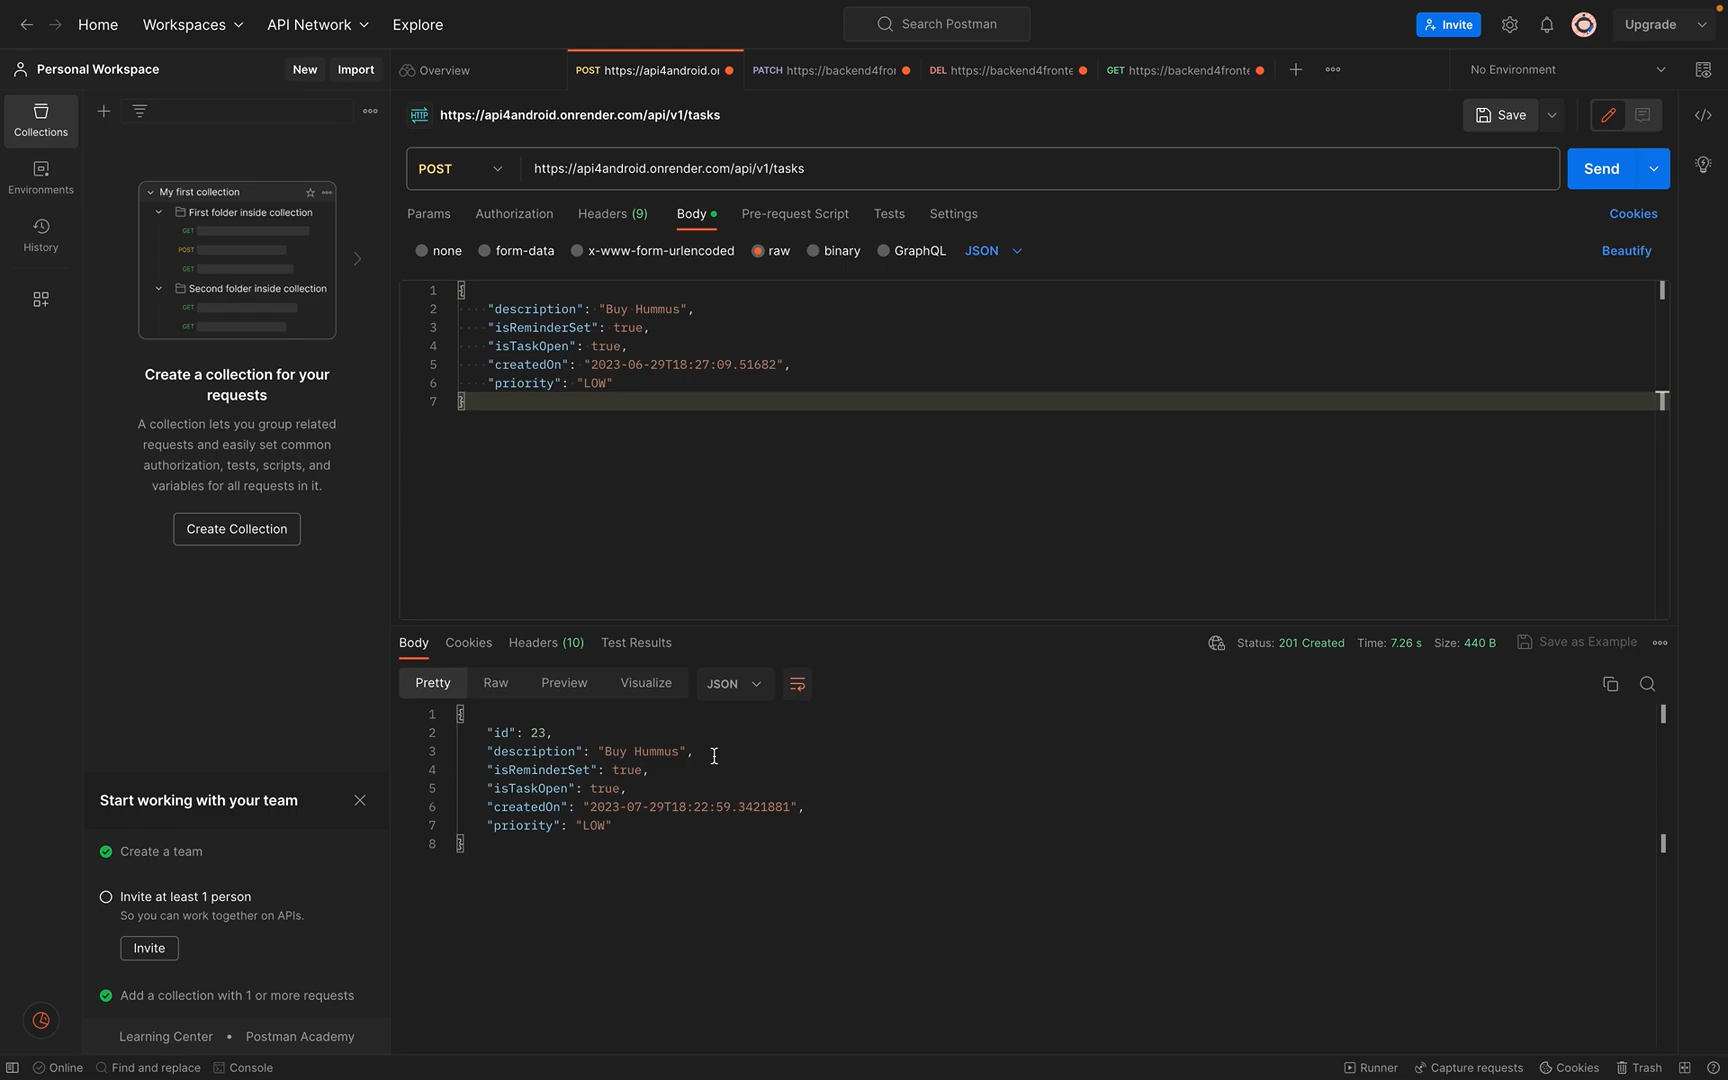 Home Workspaces API Network Explore Search Postman Invite Upgrade
Personal Workspace New Import Overview POST https://api4android.or PATCH https://backend4fror DEL https://backend4fronte GET https://backend4fronte No Environment
Collections
Environments
History
My first collection
First folder inside collection
GET
POST
GET
Second folder inside collection
GET
GET
Create a collection for your
requests
A collection lets you group related
requests and easily set common
authorization, tests, scripts, and
variables for all requests in it.
Create Collection
Start working with your team
Create a team
Invite at least 1 person
So you can work together on APIs.
Invite
Add a collection with 1 or more requests
Learning Center • Postman Academy
HTTP https://api4android.onrender.com/api/v1/tasks Save
POST https://api4android.onrender.com/api/v1/tasks Send
Params Authorization Headers (9) Body Pre-request Script Tests Settings Cookies
none form-data x-www-form-urlencoded raw binary GraphQL JSON Beautify
1 {
2 "description": "Buy Hummus",
3 "isReminderSet": true,
4 "isTaskOpen": true,
5 "createdOn": "2023-06-29T18:27:09.51682",
6 "priority": "LOW"
7 }
Body Cookies Headers (10) Test Results Status: 201 Created Time: 7.26 s Size: 440 B Save as Example
Pretty Raw Preview Visualize JSON
1 {
2 "id": 23,
3 "description": "Buy Hummus",
4 "isReminderSet": true,
5 "isTaskOpen": true,
6 "createdOn": "2023-07-29T18:22:59.3421881",
7 "priority": "LOW"
8 }
Online Find and replace Console Runner Capture requests Cookies Trash